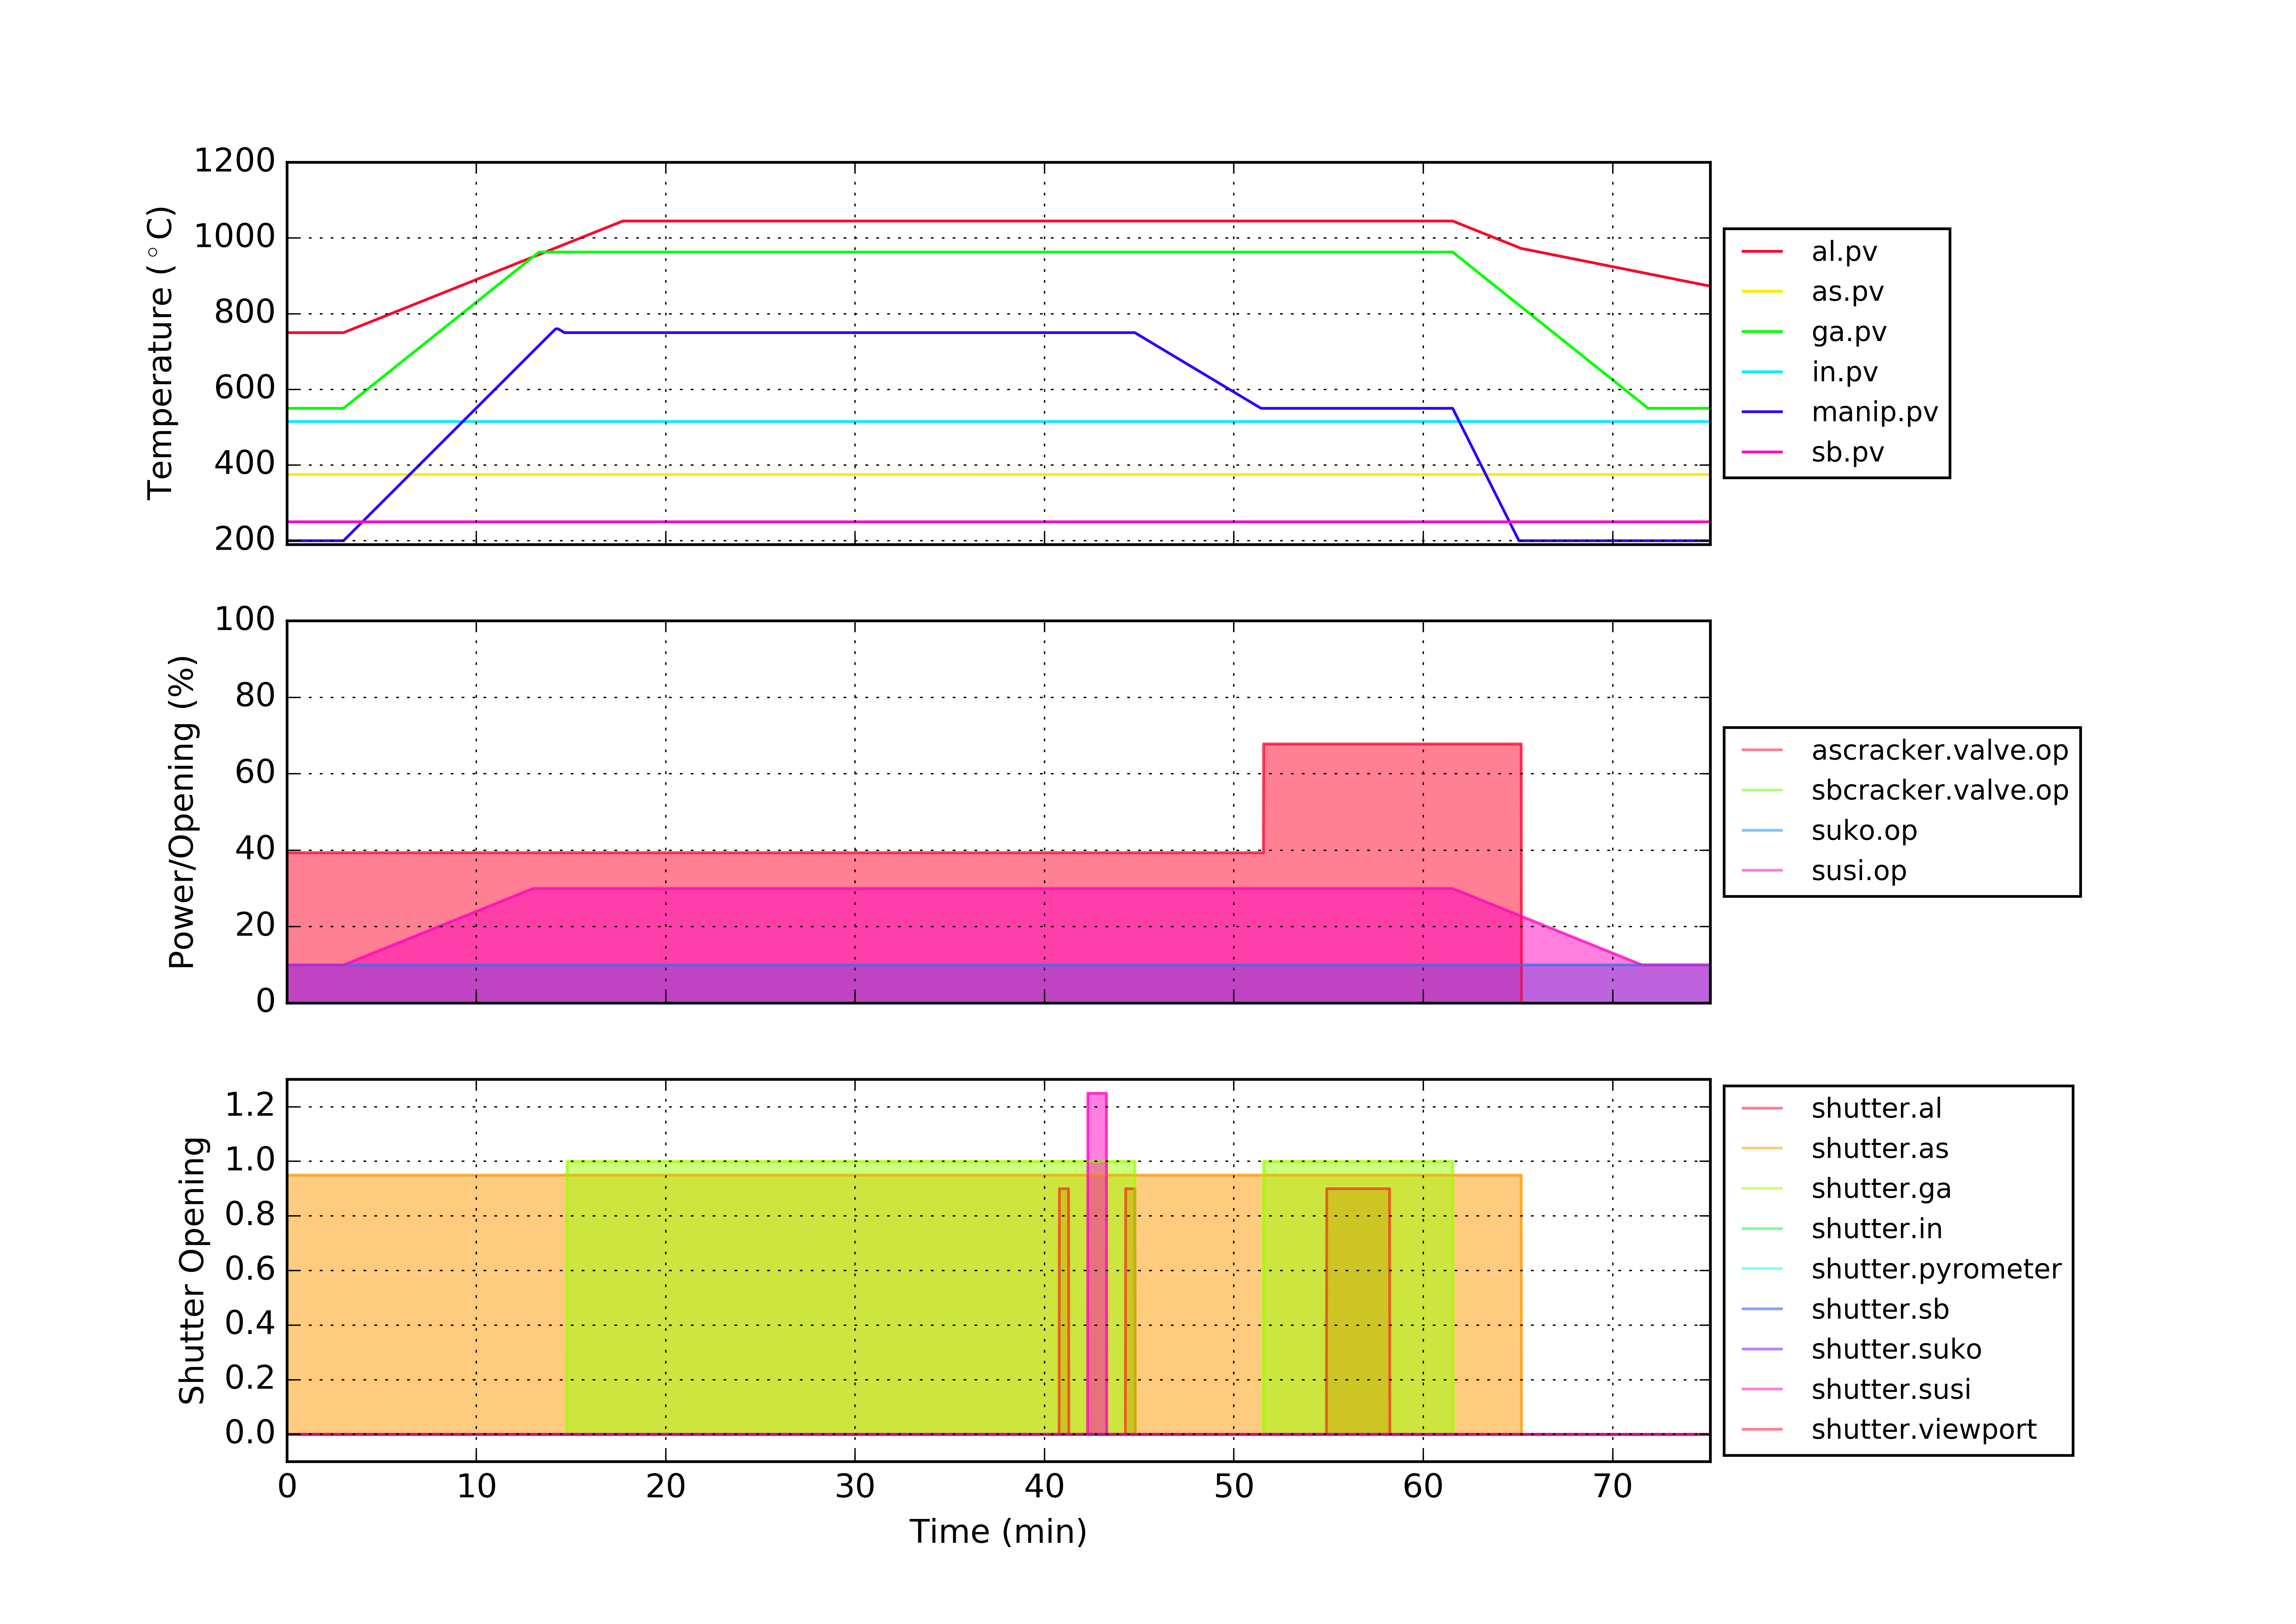 1200
1000
800
600
400
200
Temperature (°C)
al.pv
as.pv
ga.pv
in.pv
manip.pv
sb.pv
100
80
60
40
20
0
Power/Opening (%)
ascracker.valve.op
sbcracker.valve.op
suko.op
susi.op
1.2
1.0
0.8
0.6
0.4
0.2
0.0
Shutter Opening
shutter.al
shutter.as
shutter.ga
shutter.in
shutter.pyrometer
shutter.sb
shutter.suko
shutter.susi
shutter.viewport
0 10 20 30 40 50 60 70
Time (min)